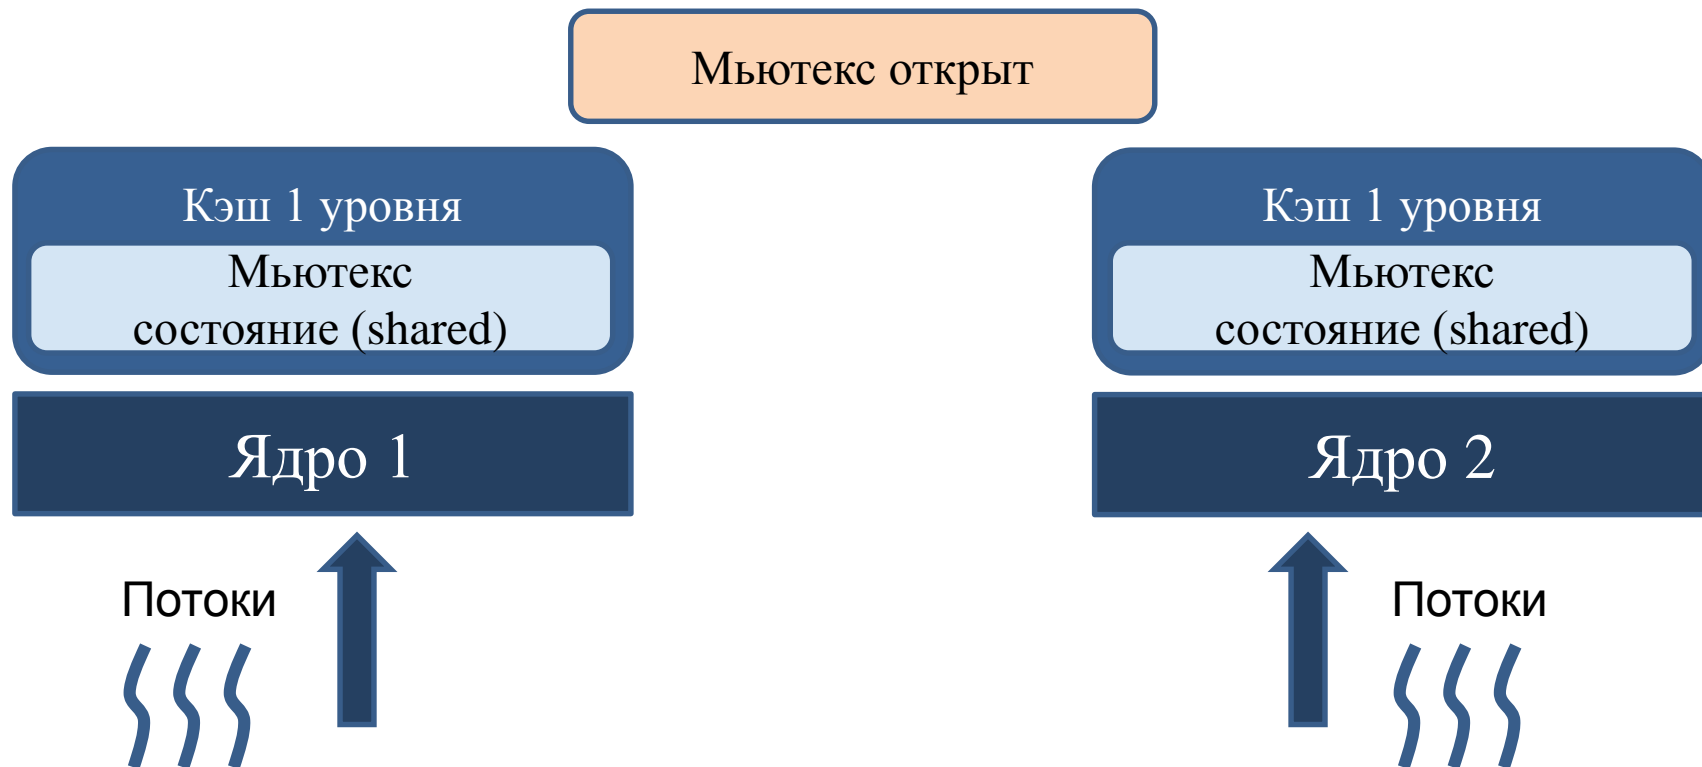 Мьютекс открыт
Кэш 1 уровня
Мьютекс
состояние (shared)
Ядро 1
Потоки
Кэш 1 уровня
Мьютекс
состояние (shared)
Ядро 2
Потоки